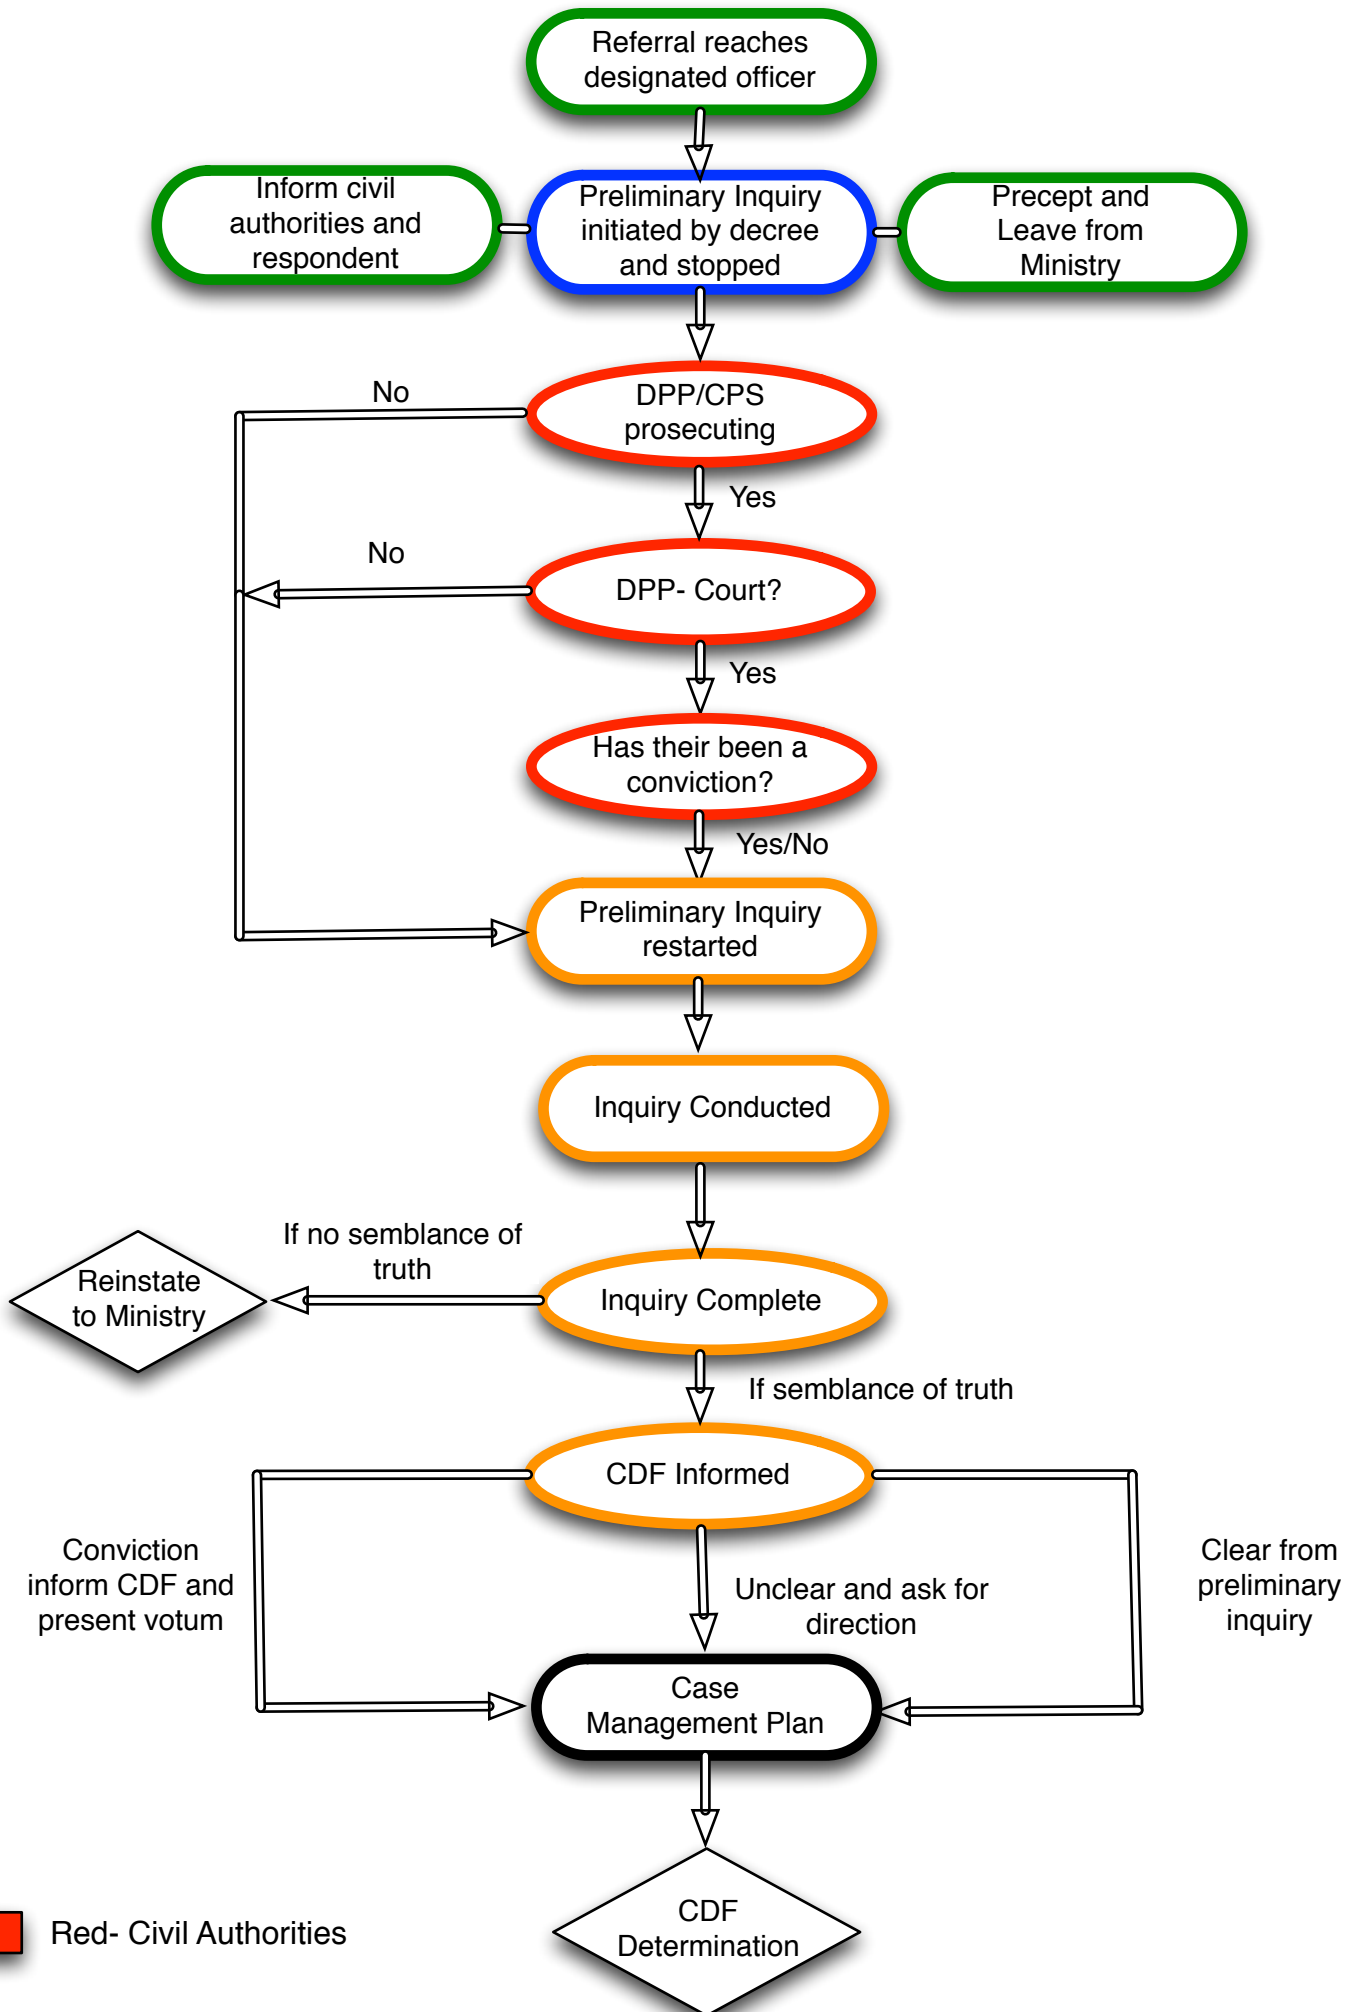 Referral reaches
designated officer
Inform civil
authorities and
respondent
Preliminary Inquiry
initiated by decree
and stopped
Precept and
Leave from
Ministry
No
DPP/CPS
prosecuting
Yes
No
DPP- Court?
Yes
Has their been a
conviction?
Yes/No
Preliminary Inquiry
restarted
Inquiry Conducted
If no semblance of
truth
Reinstate
to Ministry
Inquiry Complete
If semblance of truth
CDF Informed
Conviction
inform CDF and
present votum
Unclear and ask for
direction
Clear from
preliminary
inquiry
Case
Management Plan
CDF
Determination
Red- Civil Authorities